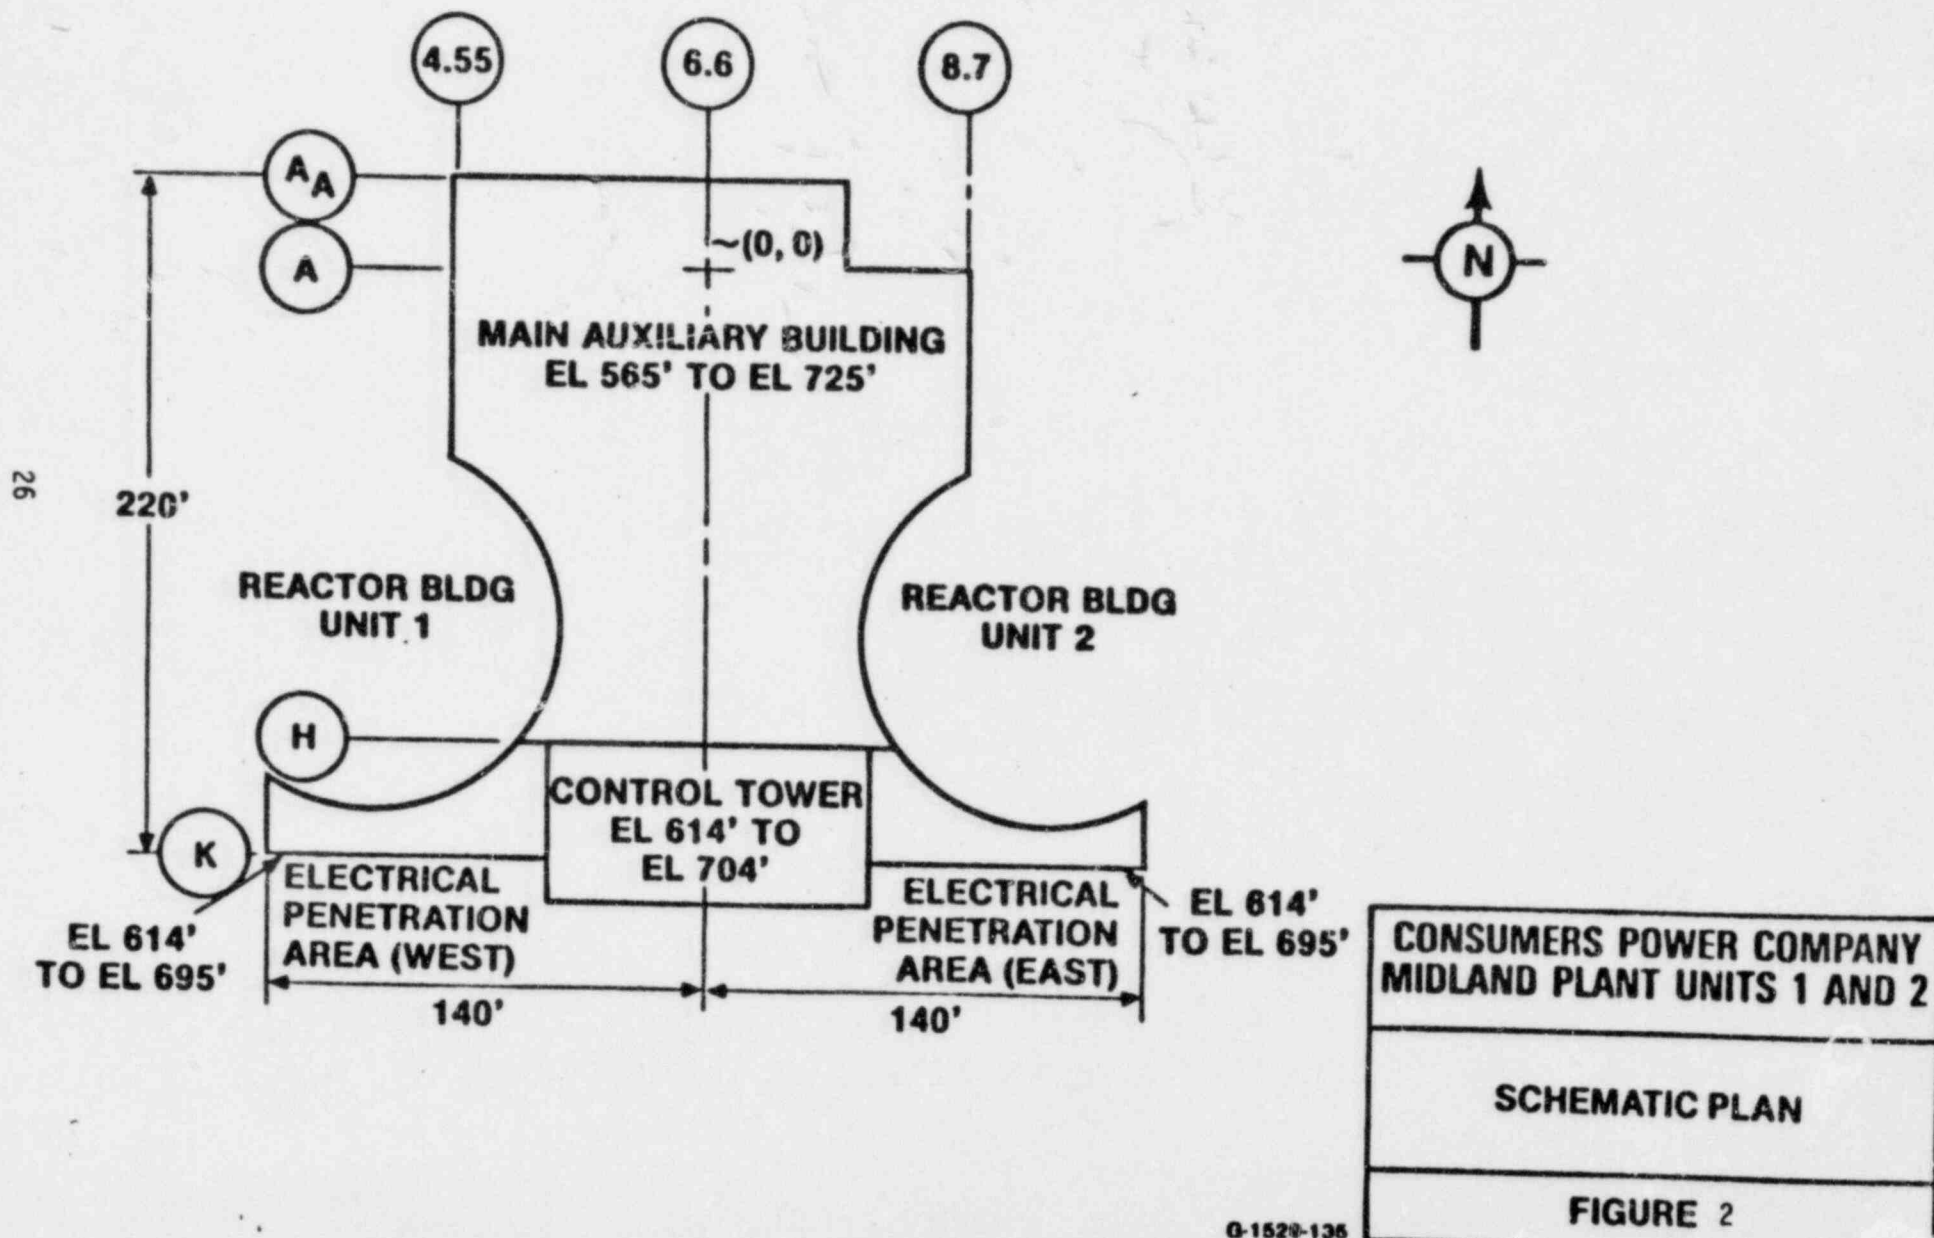 4.55
6.6
8.7
AA
A
~(0, 0)
N
MAIN AUXILIARY BUILDING
EL 565' TO EL 725'
26
220'
REACTOR BLDG
UNIT 1
REACTOR BLDG
UNIT 2
H
CONTROL TOWER
EL 614' TO
EL 704'
K
ELECTRICAL
PENETRATION
AREA (WEST)
ELECTRICAL
PENETRATION
AREA (EAST)
EL 614'
TO EL 695'
EL 614'
TO EL 695'
140'
140'
CONSUMERS POWER COMPANY
MIDLAND PLANT UNITS 1 AND 2
SCHEMATIC PLAN
FIGURE 2